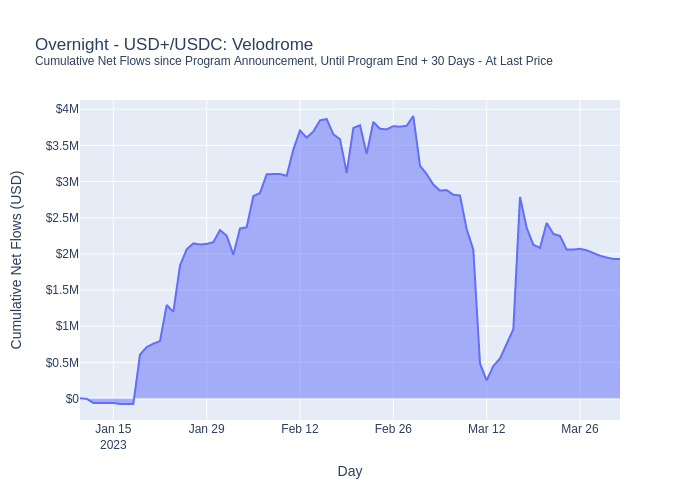 Overnight - USD+/USDC: Velodrome
Cumulative Net Flows since Program Announcement, Until Program End + 30 Days - At Last Price
Cumulative Net Flows (USD)
$4M
$3.5M
$3M
$2.5M
$2M
$1.5M
$1M
$0.5M
$0
Jan 15
2023
Jan 29
Feb 12
Feb 26
Mar 12
Mar 26
Day